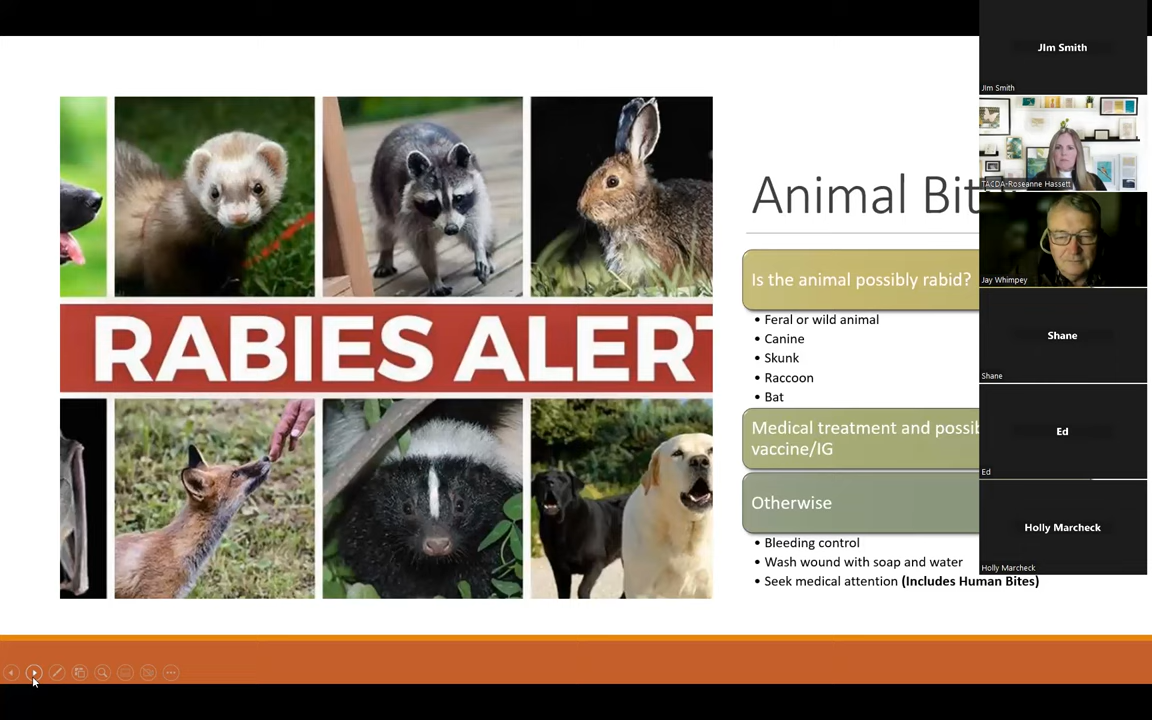 RABIES ALERT
Animal Bit
Is the animal possibly rabid?
• Feral or wild animal
• Canine
• Skunk
• Raccoon
• Bat
Medical treatment and possib
vaccine/IG
Otherwise
• Bleeding control
• Wash wound with soap and water
• Seek medical attention (Includes Human Bites)
JIm Smith
JIm Smith
TACDA-Roseanne Hassett
Jay Whimpey
Shane
Shane
Ed
Ed
Holly Marcheck
Holly Marcheck